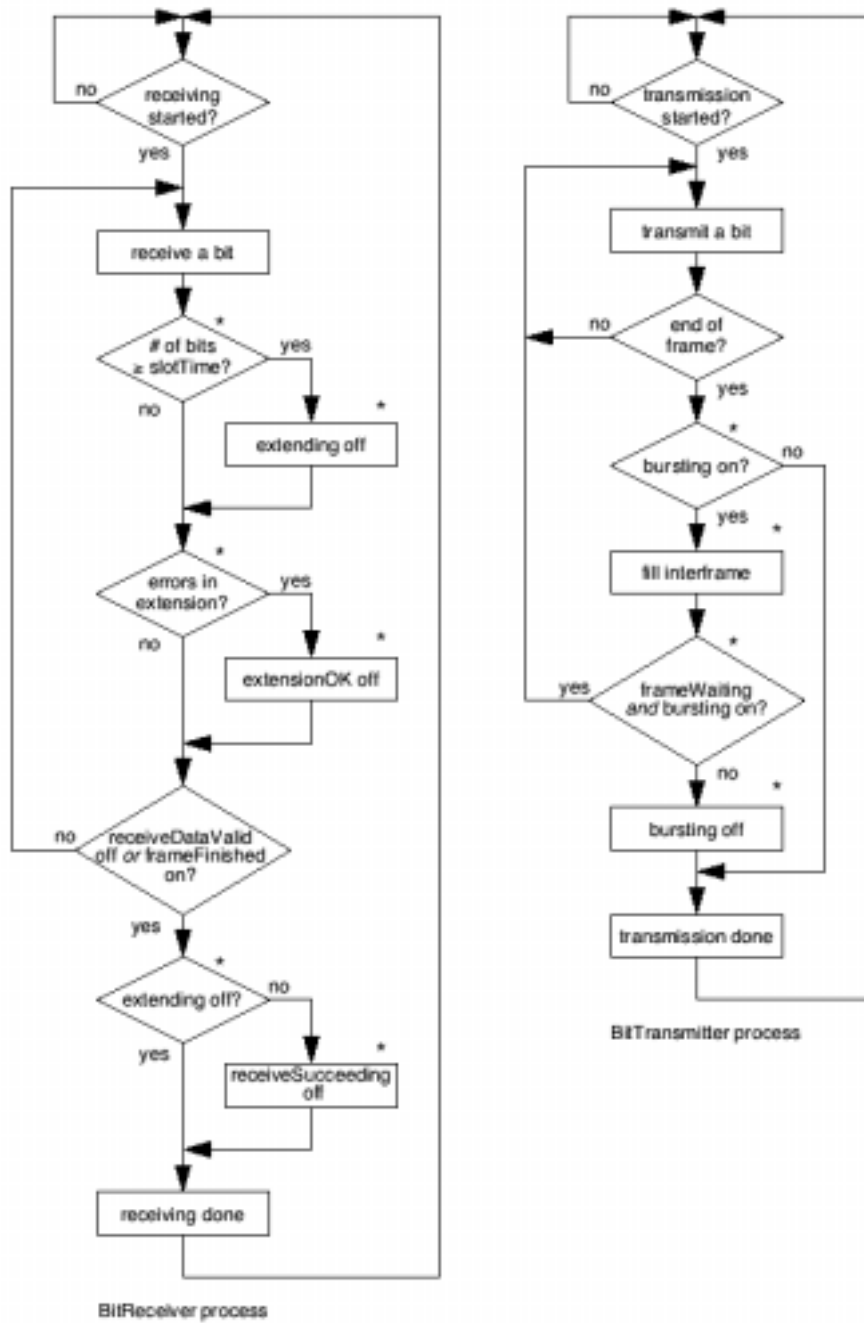 no
receiving
started?
yes
receive a bit
*
# of bits
≥ slotTime?
yes
no
*
extending off
*
errors in
extension?
yes
no
*
extensionOK off
no
receiveDataValid
off or frameFinished
on?
yes
*
extending off?
no
yes
*
receiveSucceeding
off
receiving done
BitReceiver process
no
transmission
started?
yes
transmit a bit
no
end of
frame?
yes
*
bursting on?
no
yes
*
fill interframe
*
yes
frameWaiting
and bursting on?
no
*
bursting off
transmission done
BitTransmitter process